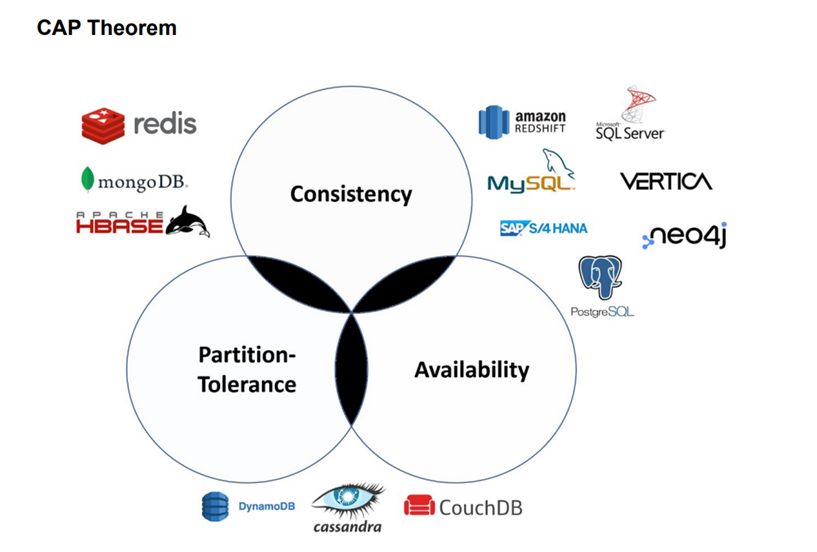 CAP Theorem
redis
amazon
REDSHIFT
Microsoft
SQL Server
mongoDB.
MySQL
VERTICA
Consistency
APACHE
HBASE
SAP S/4 HANA
neo4j
PostgreSQL
Partition-
Tolerance
Availability
DynamoDB
cassandra
CouchDB